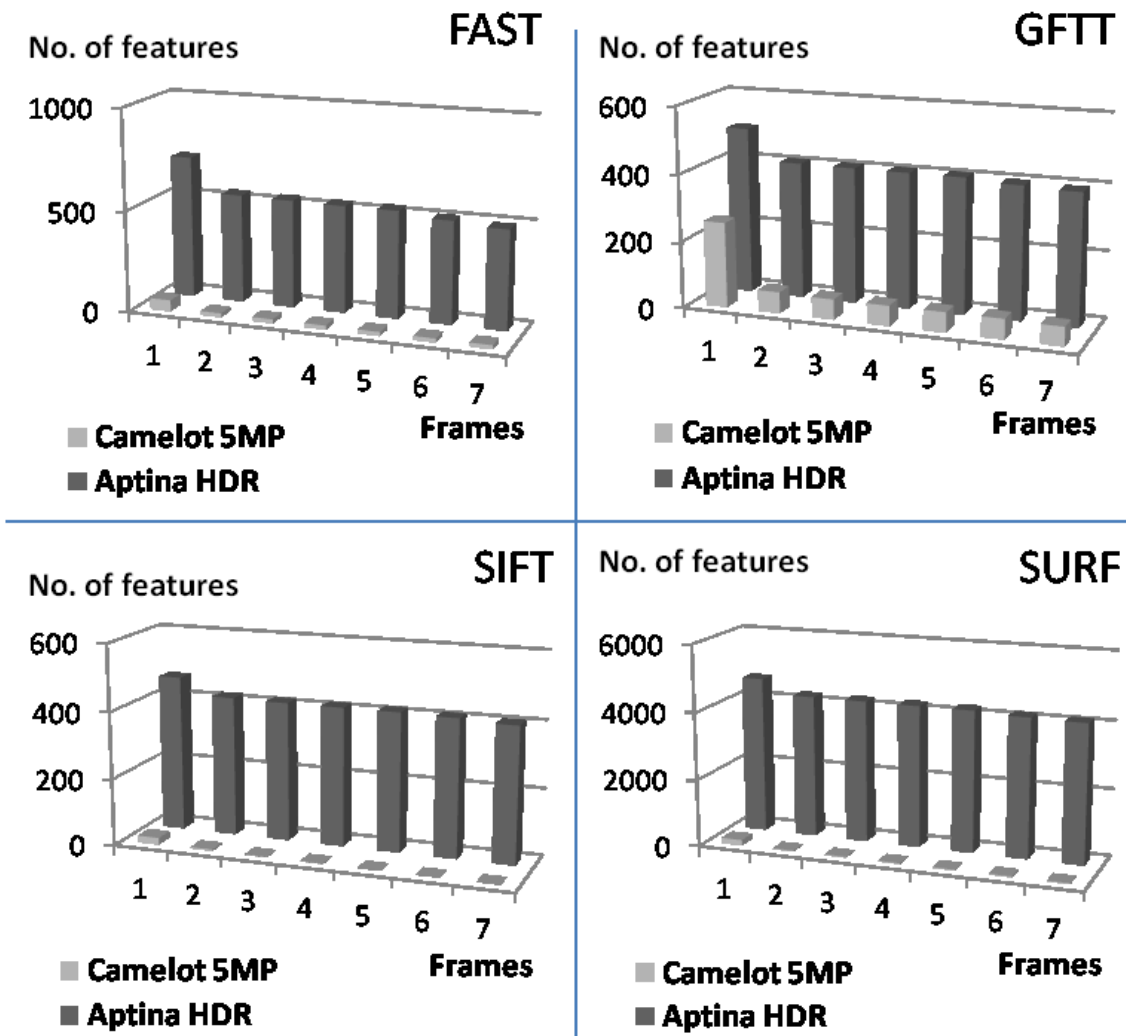 FAST
No. of features
1000
500
0
1 2 3 4 5 6 7
Frames
Camelot 5MP
Aptina HDR
GFTT
No. of features
600
400
200
0
1 2 3 4 5 6 7
Frames
Camelot 5MP
Aptina HDR
SIFT
No. of features
600
400
200
0
1 2 3 4 5 6 7
Frames
Camelot 5MP
Aptina HDR
SURF
No. of features
6000
4000
2000
0
1 2 3 4 5 6 7
Frames
Camelot 5MP
Aptina HDR